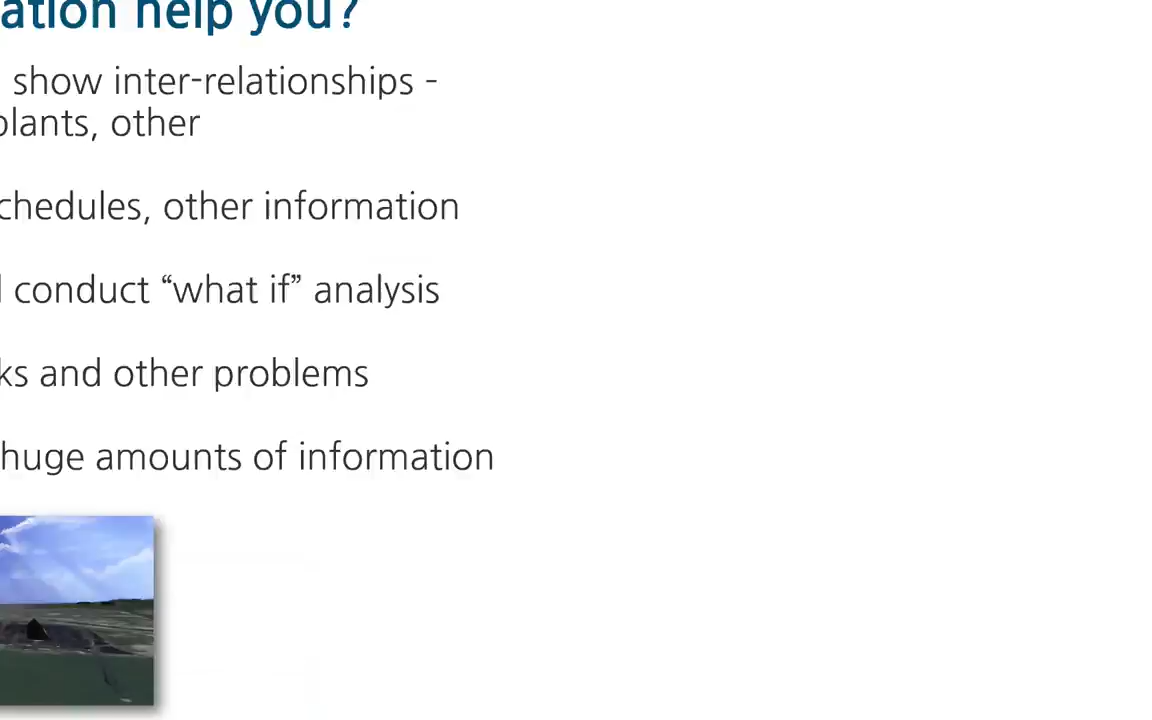 ation help you?
show inter-relationships -
plants, other
chedules, other information
conduct “what if” analysis
ks and other problems
huge amounts of information